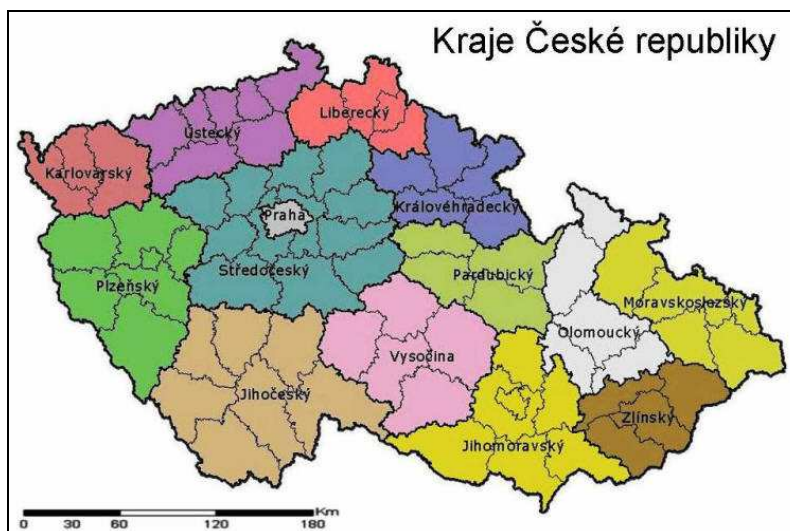 Kraje České republiky
Liberecký
Ústecký
Karlovarský
Královéhradecký
Praha
Středočeský
Pardubický
Plzeňský
Moravskoslezský
Olomoucký
Vysočina
Jihočeský
Zlínský
Jihomoravský
Km
0 30 60 120 180